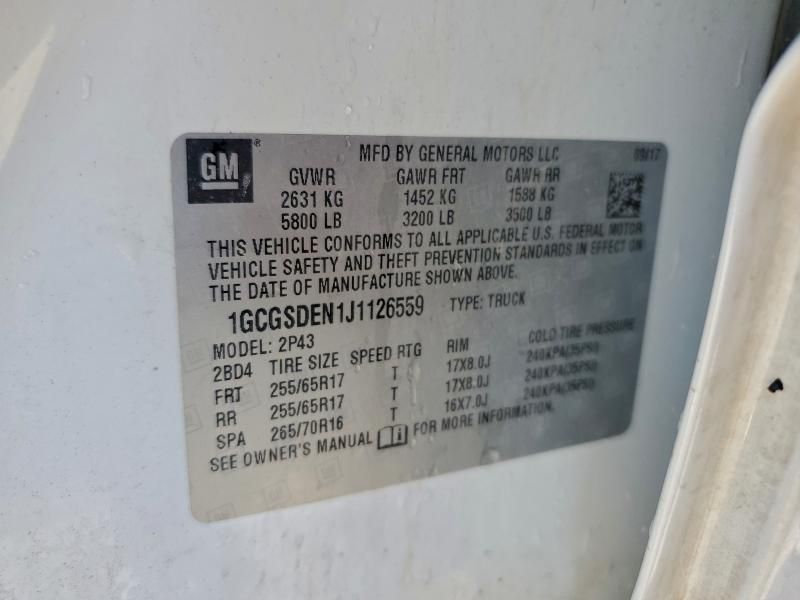 GM ® MFD BY GENERAL MOTORS LLC 09/17
GVWR GAWR FRT GAWR RR
2631 KG 1452 KG 1588 KG
5800 LB 3200 LB 3500 LB
THIS VEHICLE CONFORMS TO ALL APPLICABLE U.S. FEDERAL MOTOR
VEHICLE SAFETY AND THEFT PREVENTION STANDARDS IN EFFECT ON
THE DATE OF MANUFACTURE SHOWN ABOVE.
1GCGSDEN1J1126559 TYPE: TRUCK
MODEL: 2P43
2BD4 TIRE SIZE SPEED RTG RIM COLD TIRE PRESSURE
FRT 255/65R17 T 17X8.0J 240KPA(35PSI)
RR 255/65R17 T 17X8.0J 240KPA(35PSI)
SPA 265/70R16 T 16X7.0J 240KPA(35PSI)
SEE OWNER'S MANUAL FOR MORE INFORMATION.